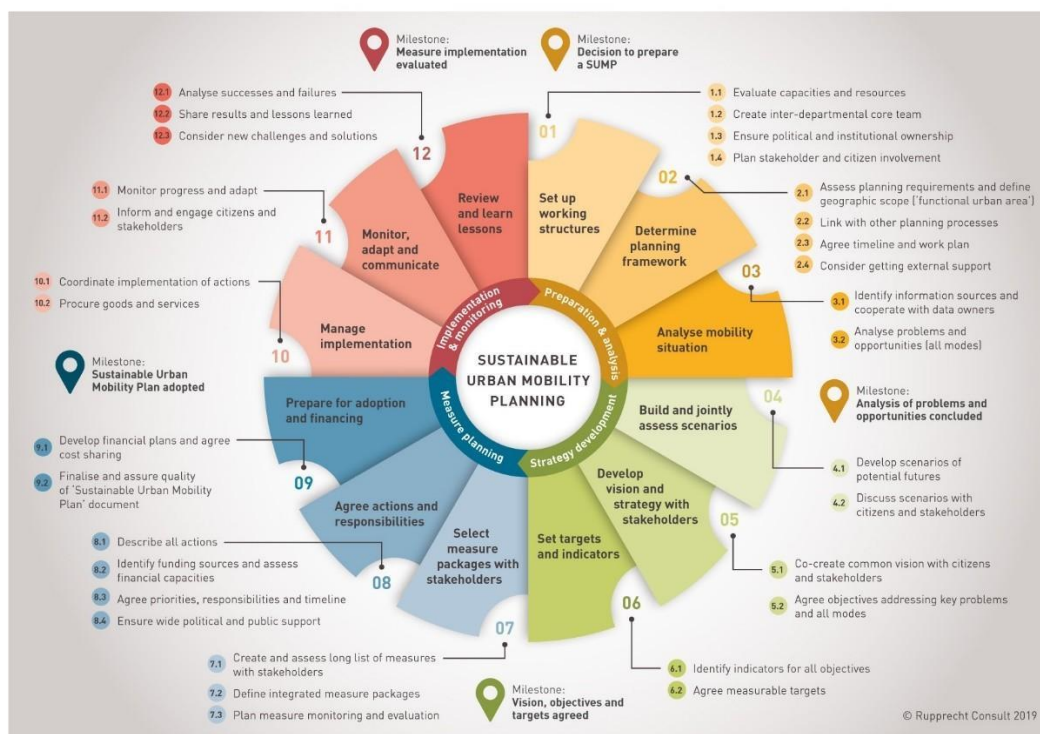 Milestone:
Measure implementation
evaluated
Milestone:
Decision to prepare
a SUMP
12.1 Analyse successes and failures
12.2 Share results and lessons learned
12.3 Consider new challenges and solutions
1.1 Evaluate capacities and resources
1.2 Create inter-departmental core team
1.3 Ensure political and institutional ownership
1.4 Plan stakeholder and citizen involvement
11.1 Monitor progress and adapt
11.2 Inform and engage citizens and
stakeholders
2.1 Assess planning requirements and define
geographic scope ('functional urban area')
2.2 Link with other planning processes
2.3 Agree timeline and work plan
2.4 Consider getting external support
10.1 Coordinate implementation of actions
10.2 Procure goods and services
3.1 Identify information sources and
cooperate with data owners
3.2 Analyse problems and
opportunities (all modes)
Milestone:
Sustainable Urban
Mobility Plan adopted
Milestone:
Analysis of problems and
opportunities concluded
01
Set up
working
structures
02
Determine
planning
framework
03
Analyse mobility
situation
04
Build and jointly
assess scenarios
05
Develop
vision and
strategy with
stakeholders
06
Set targets
and indicators
07
Select
measure
packages with
stakeholders
08
Agree actions and
responsibilities
09
Prepare for adoption
and financing
10
Manage
implementation
11
Monitor,
adapt and
communicate
12
Review
and learn
lessons
Preparation & analysis
Strategy development
Measure planning
Implementation
& monitoring
SUSTAINABLE
URBAN MOBILITY
PLANNING
9.1 Develop financial plans and agree
cost sharing
9.2 Finalise and assure quality
of 'Sustainable Urban Mobility
Plan' document
4.1 Develop scenarios of
potential futures
4.2 Discuss scenarios with
citizens and stakeholders
8.1 Describe all actions
8.2 Identify funding sources and assess
financial capacities
8.3 Agree priorities, responsibilities and timeline
8.4 Ensure wide political and public support
5.1 Co-create common vision with citizens
and stakeholders
5.2 Agree objectives addressing key problems
and all modes
7.1 Create and assess long list of measures
with stakeholders
7.2 Define integrated measure packages
7.3 Plan measure monitoring and evaluation
Milestone:
Vision, objectives and
targets agreed
6.1 Identify indicators for all objectives
6.2 Agree measurable targets
© Rupprecht Consult 2019